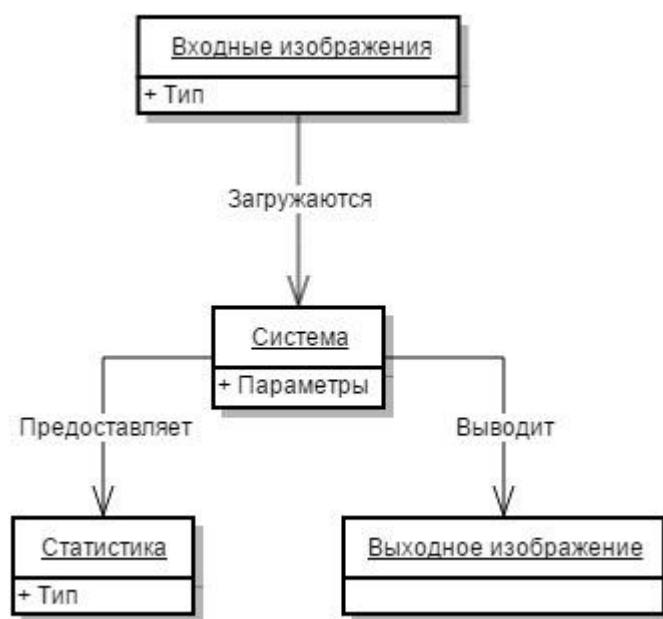 Входные изображения
+ Тип
Загружаются
Система
+ Параметры
Предоставляет
Выводит
Статистика
+ Тип
Выходное изображение